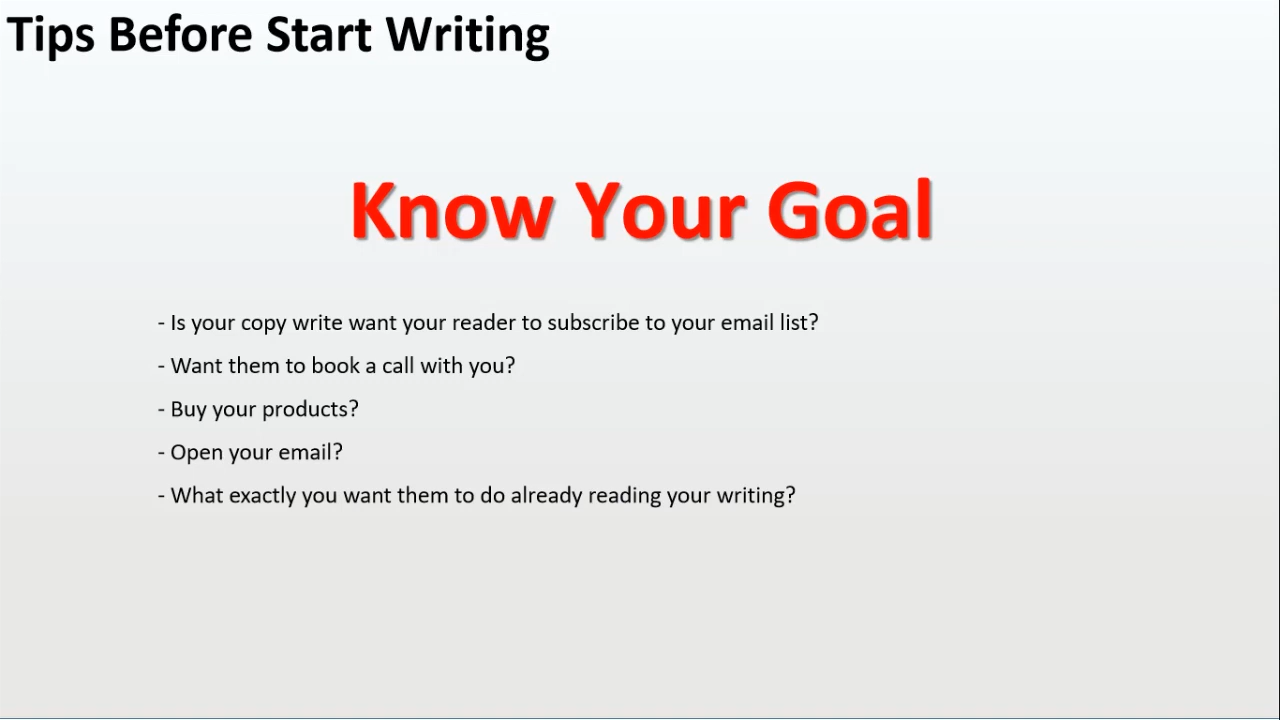 Tips Before Start Writing
Know Your Goal
- Is your copy write want your reader to subscribe to your email list?
- Want them to book a call with you?
- Buy your products?
- Open your email?
- What exactly you want them to do already reading your writing?